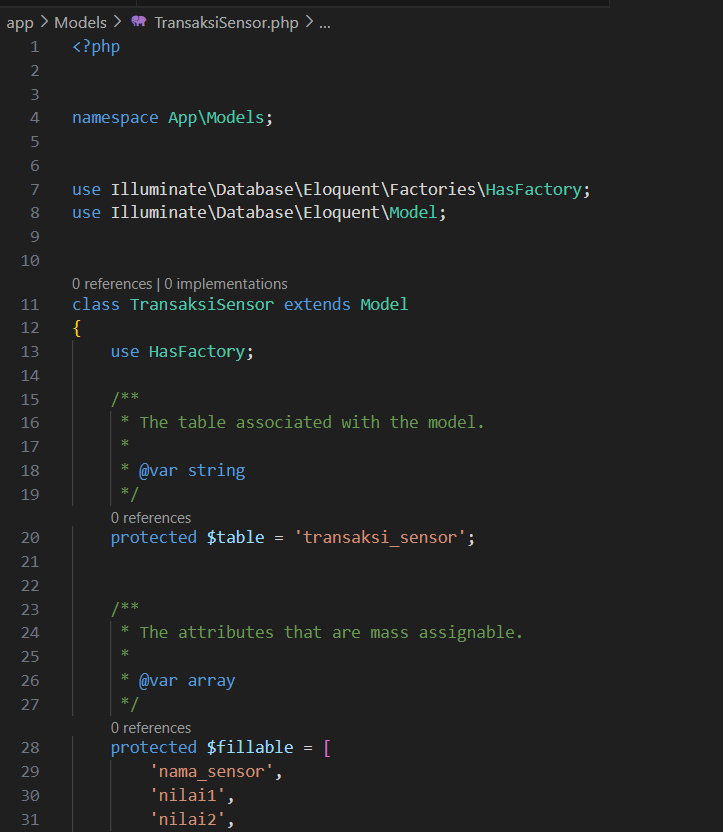 app > Models > TransaksiSensor.php > ...
1 <?php
2
3
4 namespace App\Models;
5
6
7 use Illuminate\Database\Eloquent\Factories\HasFactory;
8 use Illuminate\Database\Eloquent\Model;
9
10
0 references | 0 implementations
11 class TransaksiSensor extends Model
12 {
13     use HasFactory;
14
15     /**
16      * The table associated with the model.
17      *
18      * @var string
19      */
0 references
20     protected $table = 'transaksi_sensor';
21
22
23     /**
24      * The attributes that are mass assignable.
25      *
26      * @var array
27      */
0 references
28     protected $fillable = [
29         'nama_sensor',
30         'nilai1',
31         'nilai2',